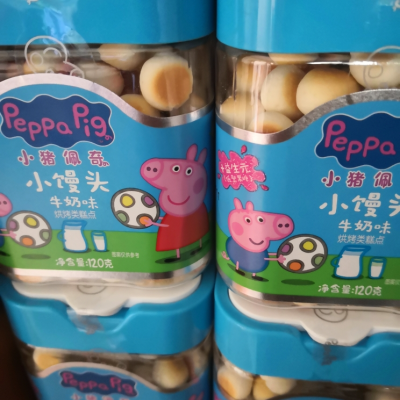 Peppa Pig
小猪佩奇
小馒头
牛奶味
烘烤类糕点
净含量:120克
Peppa
小猪佩
小馒头
牛奶味
烘烤类糕点
净含量:120克
Peppa Pig